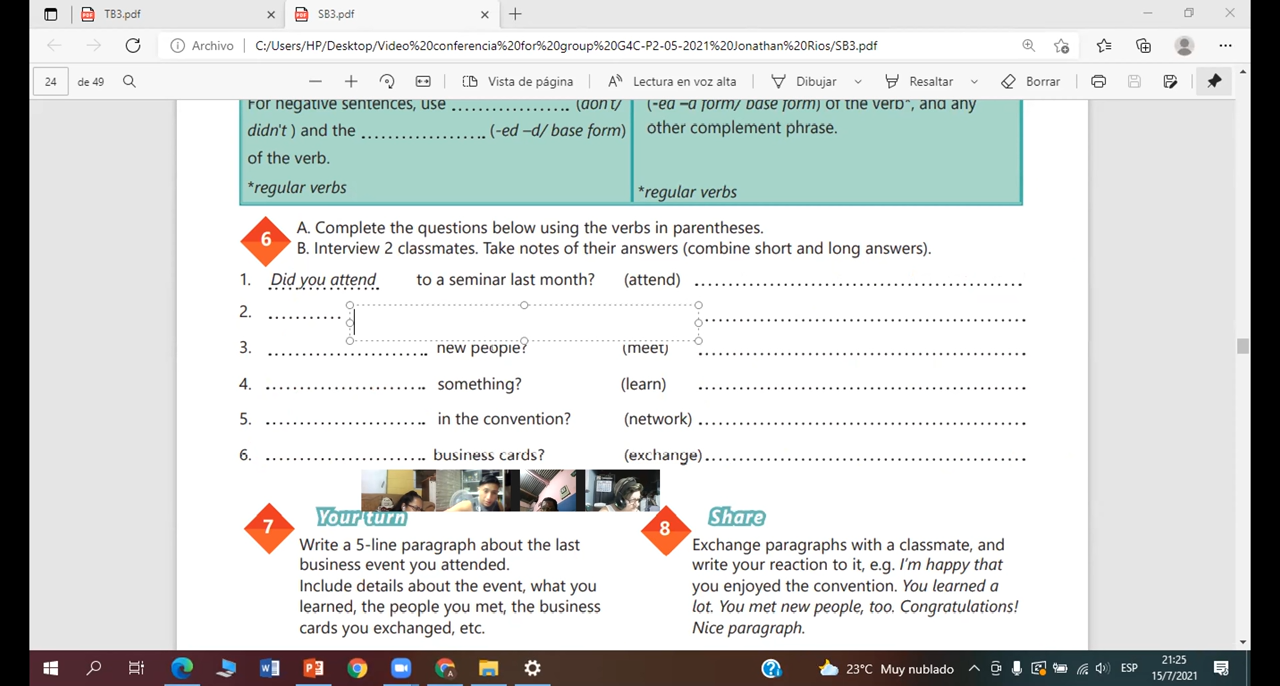 TB3.pdf
SB3.pdf
Archivo
C:/Users/HP/Desktop/Video%20conferencia%20for%20group%20G4C-P2-05-2021%20Jonathan%20Rios/SB3.pdf
24 de 49
Vista de página
Lectura en voz alta
Dibujar
Resaltar
Borrar
For negative sentences, use .................. (don't/
didn't ) and the ................... (-ed –d/ base form)
of the verb.
*regular verbs
(-ed –d form/ base form) of the verb*, and any
other complement phrase.
*regular verbs
6
A. Complete the questions below using the verbs in parentheses.
B. Interview 2 classmates. Take notes of their answers (combine short and long answers).
1. Did you attend to a seminar last month? (attend) ..................................................
2. ........... ..................................................
3. ......................... new people? (meet) ..................................................
4. ......................... something? (learn) ..................................................
5. ......................... in the convention? (network) ..................................................
6. ......................... business cards? (exchange) ..................................................
7
Your turn
Write a 5-line paragraph about the last
business event you attended.
Include details about the event, what you
learned, the people you met, the business
cards you exchanged, etc.
8
Share
Exchange paragraphs with a classmate, and
write your reaction to it, e.g. I'm happy that
you enjoyed the convention. You learned a
lot. You met new people, too. Congratulations!
Nice paragraph.
23°C Muy nublado
ESP
21:25
15/7/2021